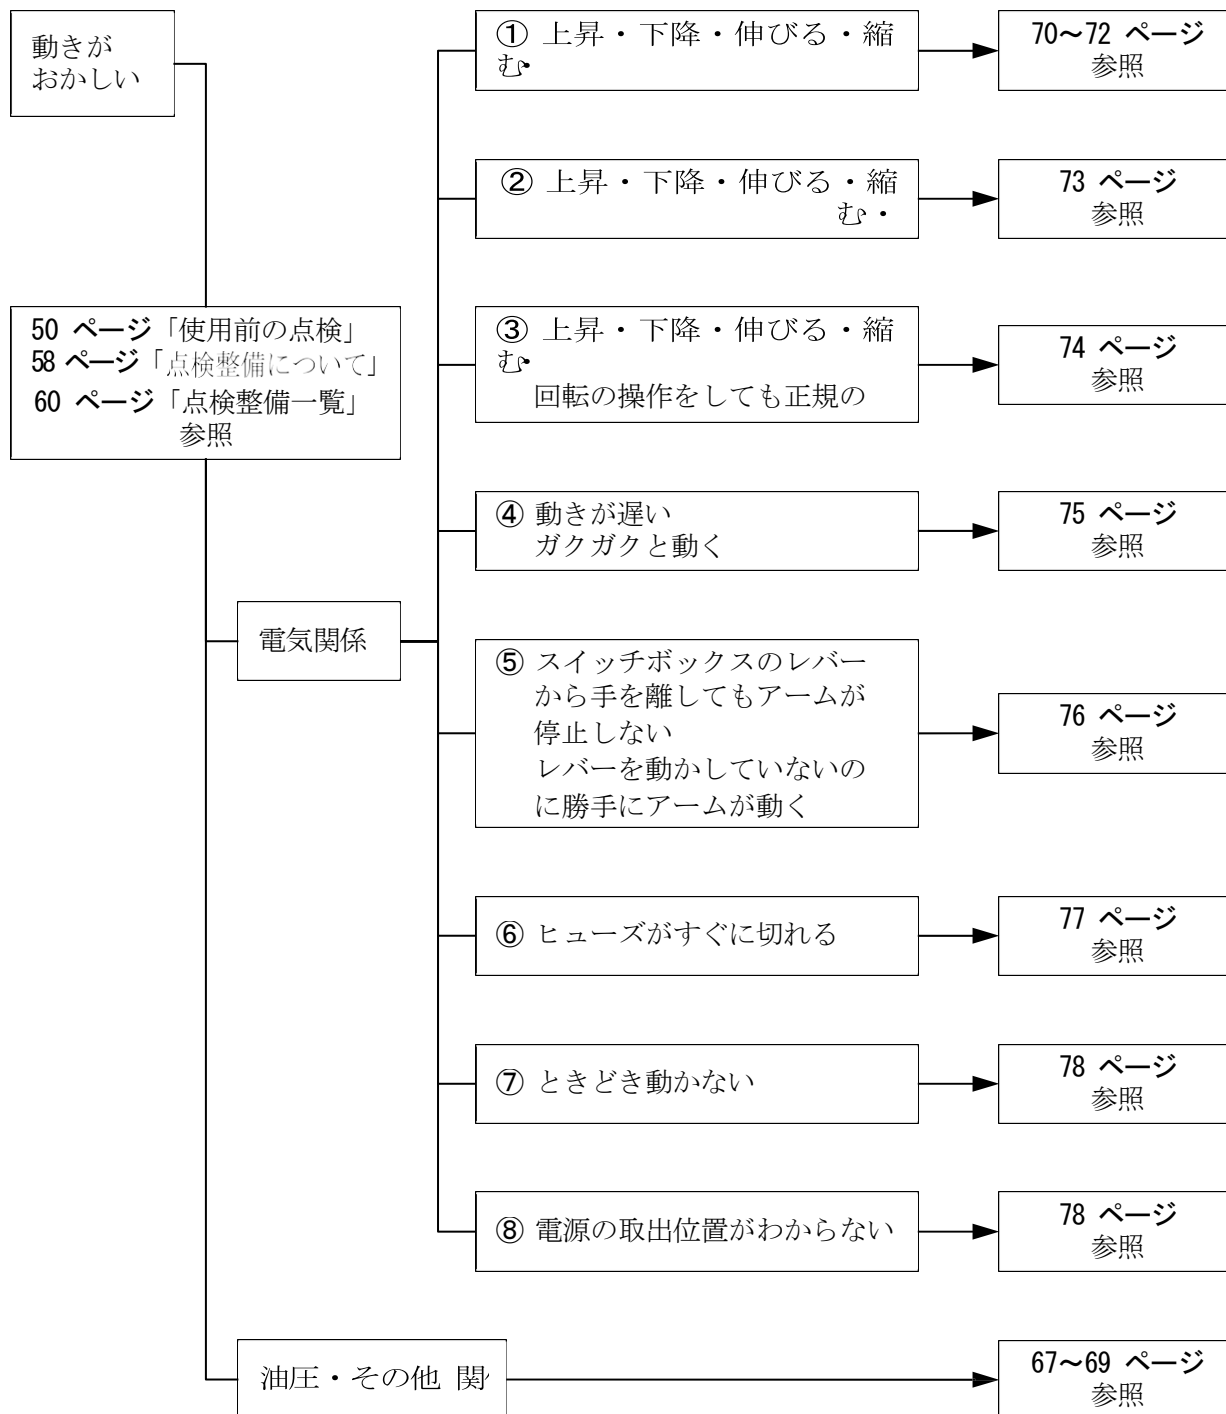 動きが
おかしい
50 ページ「使用前の点検」
58 ページ「点検整備について」
60 ページ「点検整備一覧」
参照
電気関係
① 上昇・下降・伸びる・縮
む・
70～72 ページ
参照
② 上昇・下降・伸びる・縮
む・
73 ページ
参照
③ 上昇・下降・伸びる・縮
む・
回転の操作をしても正規の
74 ページ
参照
④ 動きが遅い
ガクガクと動く
75 ページ
参照
⑤ スイッチボックスのレバー
から手を離してもアームが
停止しない
レバーを動かしていないの
に勝手にアームが動く
76 ページ
参照
⑥ ヒューズがすぐに切れる
77 ページ
参照
⑦ ときどき動かない
78 ページ
参照
⑧ 電源の取出位置がわからない
78 ページ
参照
油圧・その他 関
67～69 ページ
参照